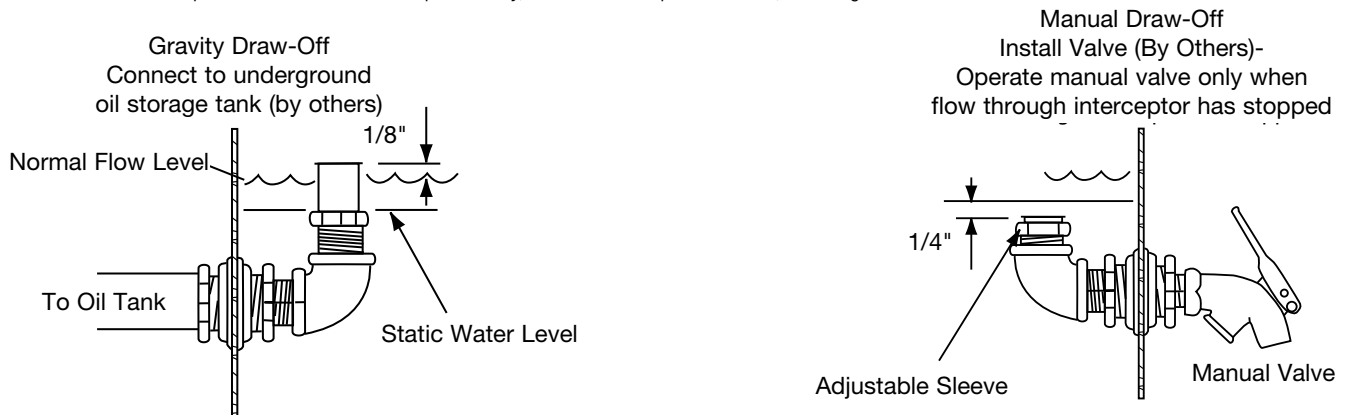 Gravity Draw-Off
Connect to underground
oil storage tank (by others)
1/8"
Normal Flow Level
To Oil Tank
Static Water Level
Manual Draw-Off
Install Valve (By Others)-
Operate manual valve only when
flow through interceptor has stopped
1/4"
Adjustable Sleeve
Manual Valve